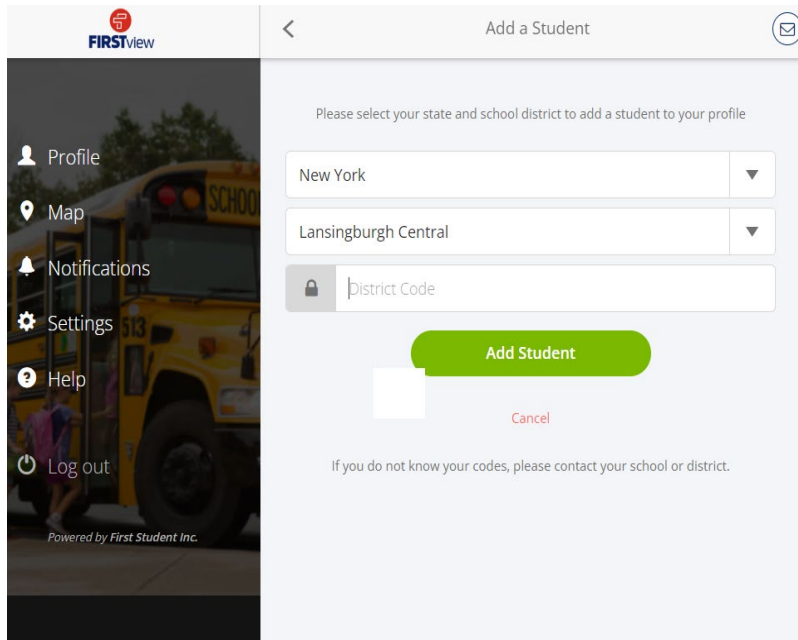 FIRSTview
Add a Student
Profile
Map
Notifications
Settings
Help
Log out
Powered by First Student Inc.
SCHOO
513
Please select your state and school district to add a student to your profile
New York
Lansingburgh Central
District Code
Add Student
Cancel
If you do not know your codes, please contact your school or district.